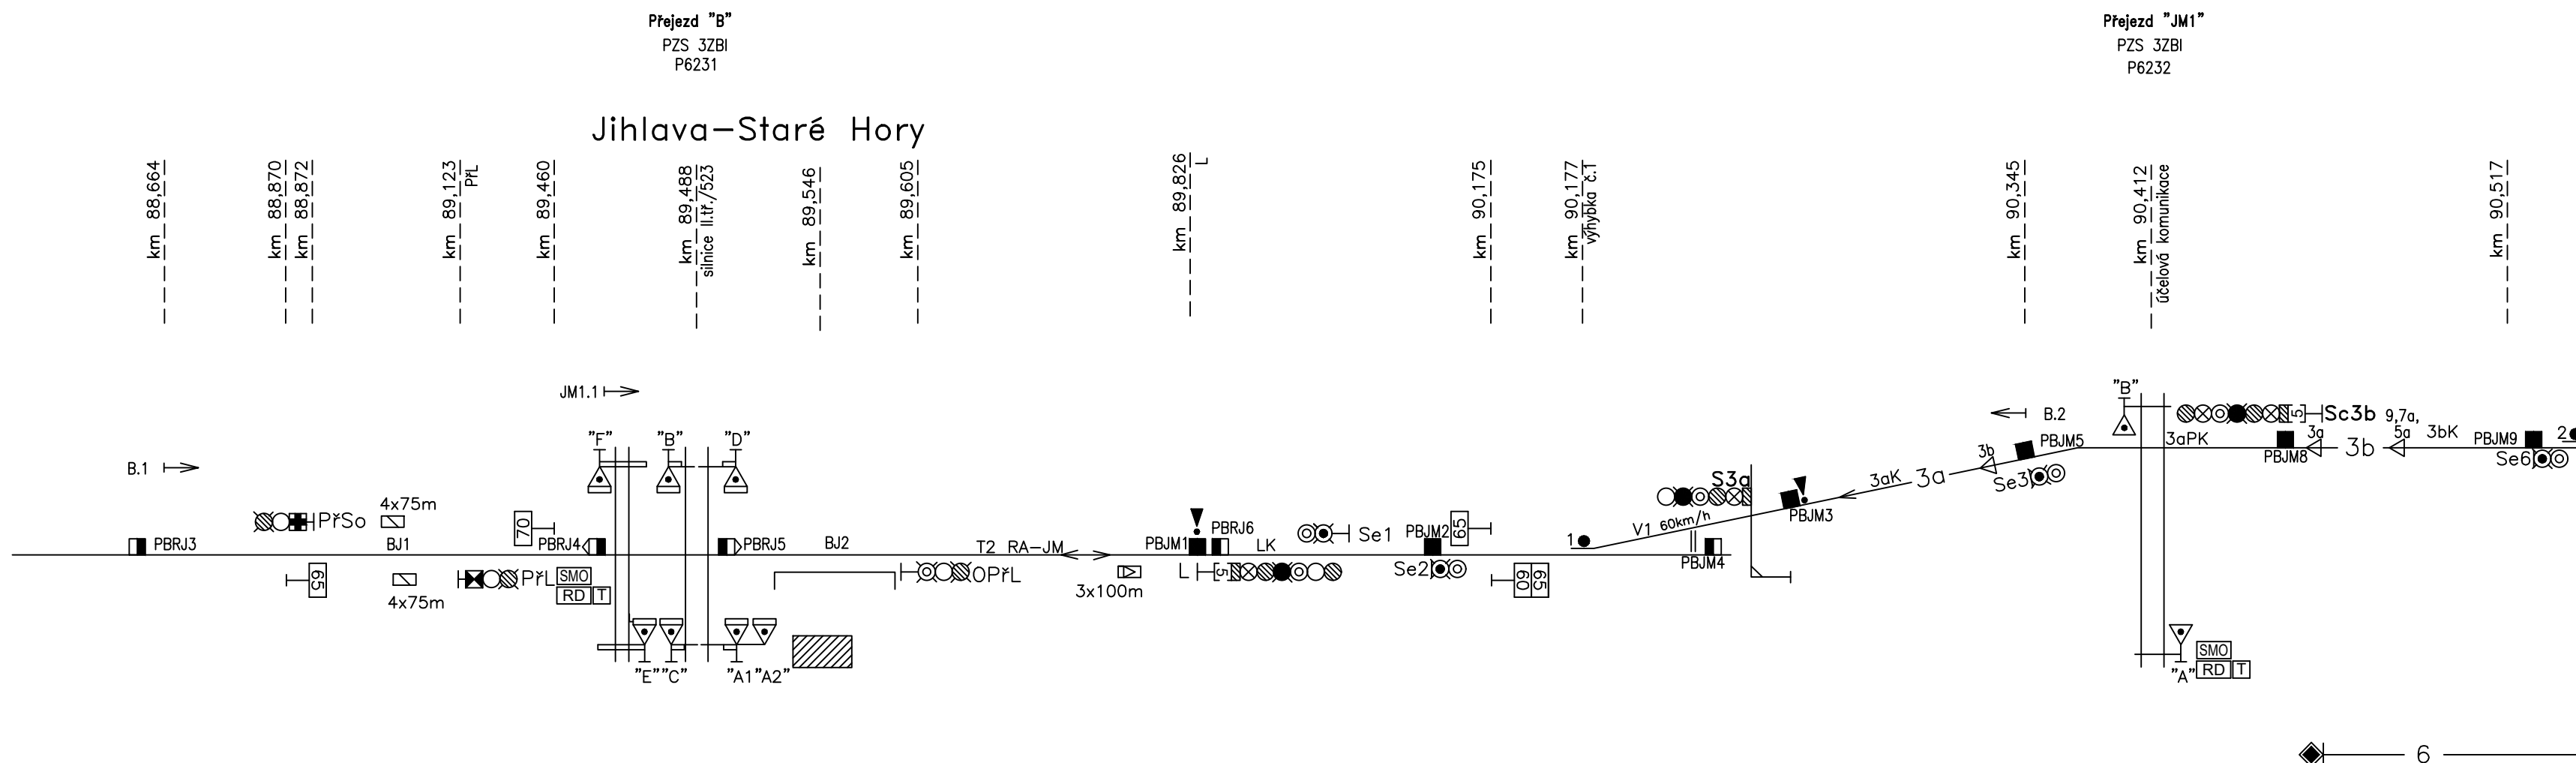 Přejezd "B"
PZS 3ZBI
P6231
Přejezd "JM1"
PZS 3ZBI
P6232
Jihlava-Staré Hory
km 88,664
km 88,870
km 88,872
km 89,123
PřL
km 89,460
km 89,488
silnice II.tř./523
km 89,546
km 89,605
km 89,826
L
km 90,175
km 90,177
výhybka č.1
km 90,345
km 90,412
účelová komunikace
km 90,517
JM1.1
B.1
B.2
"F"
"B"
"D"
"B"
5
Sc3b
9,7a,
3aPK
3a
3b
5a
3bK
PBJM8
PBJM9
2
Se6
PBJM5
3b
Se3
3a
3aK
S3a
PBJM3
V1 60km/h
1
PBJM4
4x75m
PřSo
70
PBRJ3
BJ1
PBRJ4
PBRJ5
BJ2
T2 RA-JM
PBJM1
PBRJ6
LK
Se1
PBJM2
65
65
4x75m
PřL
SMO
RD
T
OPřL
3x100m
L
5
Se2
60
65
"E"
"C"
"A1
"A2"
"A"
SMO
RD
T
6